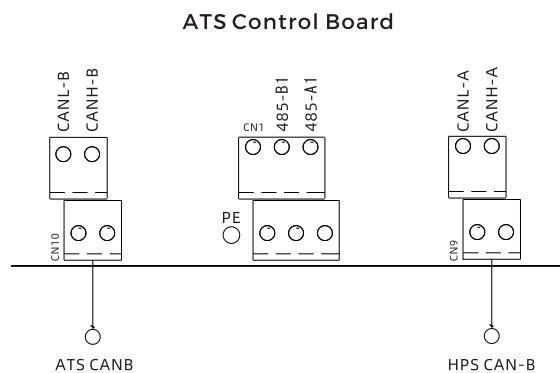 ATS Control Board
CANL-B
CANH-B
CN1
485-B1
485-A1
CANL-A
CANH-A
CN10
PE
CN9
ATS CANB
HPS CAN-B